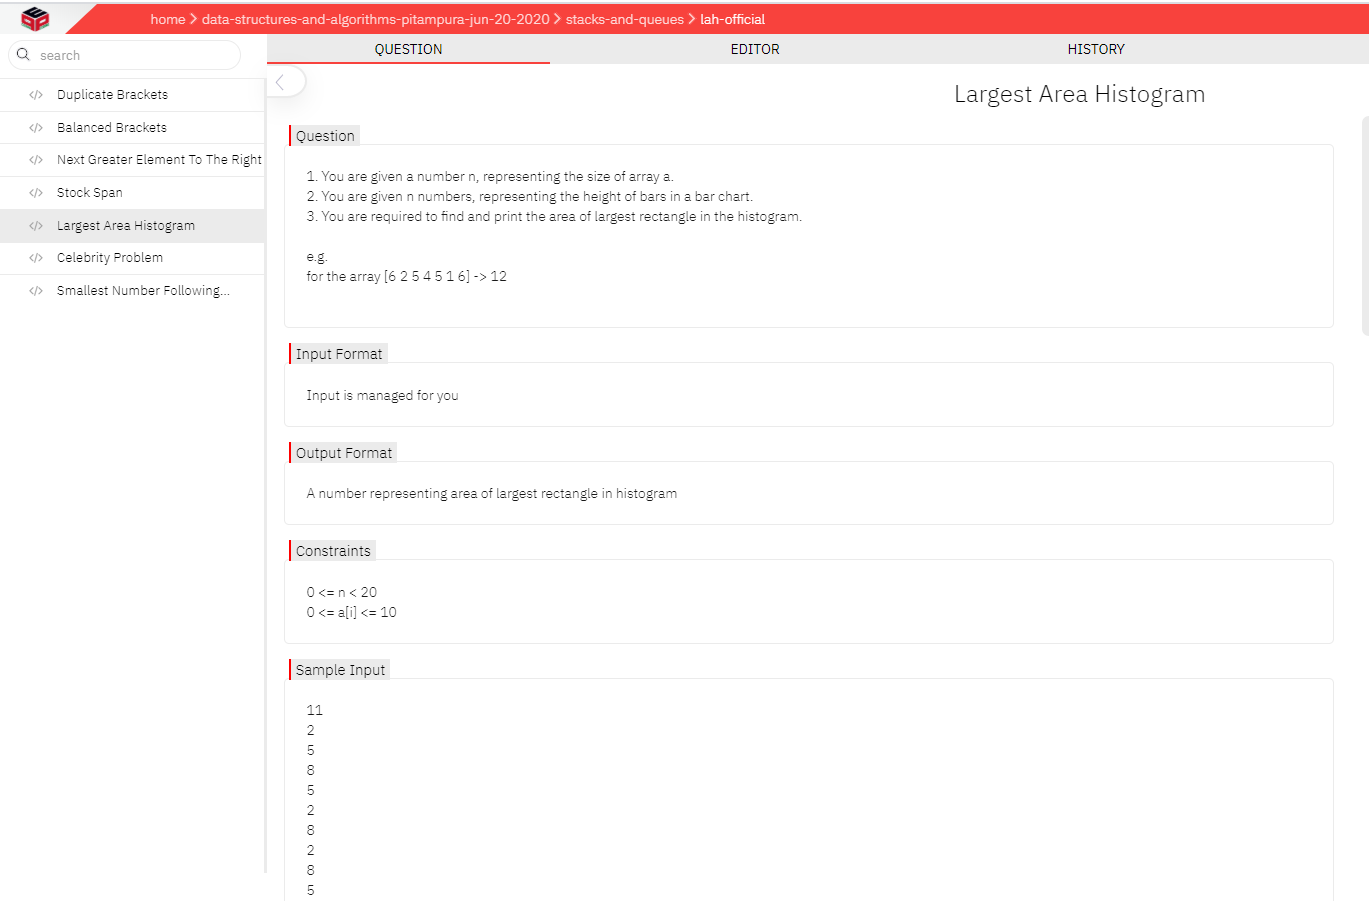 home > data-structures-and-algorithms-pitampura-jun-20-2020 > stacks-and-queues > lah-official
search
QUESTION
EDITOR
HISTORY
</> Duplicate Brackets
</> Balanced Brackets
</> Next Greater Element To The Right
</> Stock Span
</> Largest Area Histogram
</> Celebrity Problem
</> Smallest Number Following...
Largest Area Histogram
Question
1. You are given a number n, representing the size of array a.
2. You are given n numbers, representing the height of bars in a bar chart.
3. You are required to find and print the area of largest rectangle in the histogram.
e.g.
for the array [6 2 5 4 5 1 6] -> 12
Input Format
Input is managed for you
Output Format
A number representing area of largest rectangle in histogram
Constraints
0 <= n < 20
0 <= a[i] <= 10
Sample Input
11
2
5
8
5
2
8
2
8
5